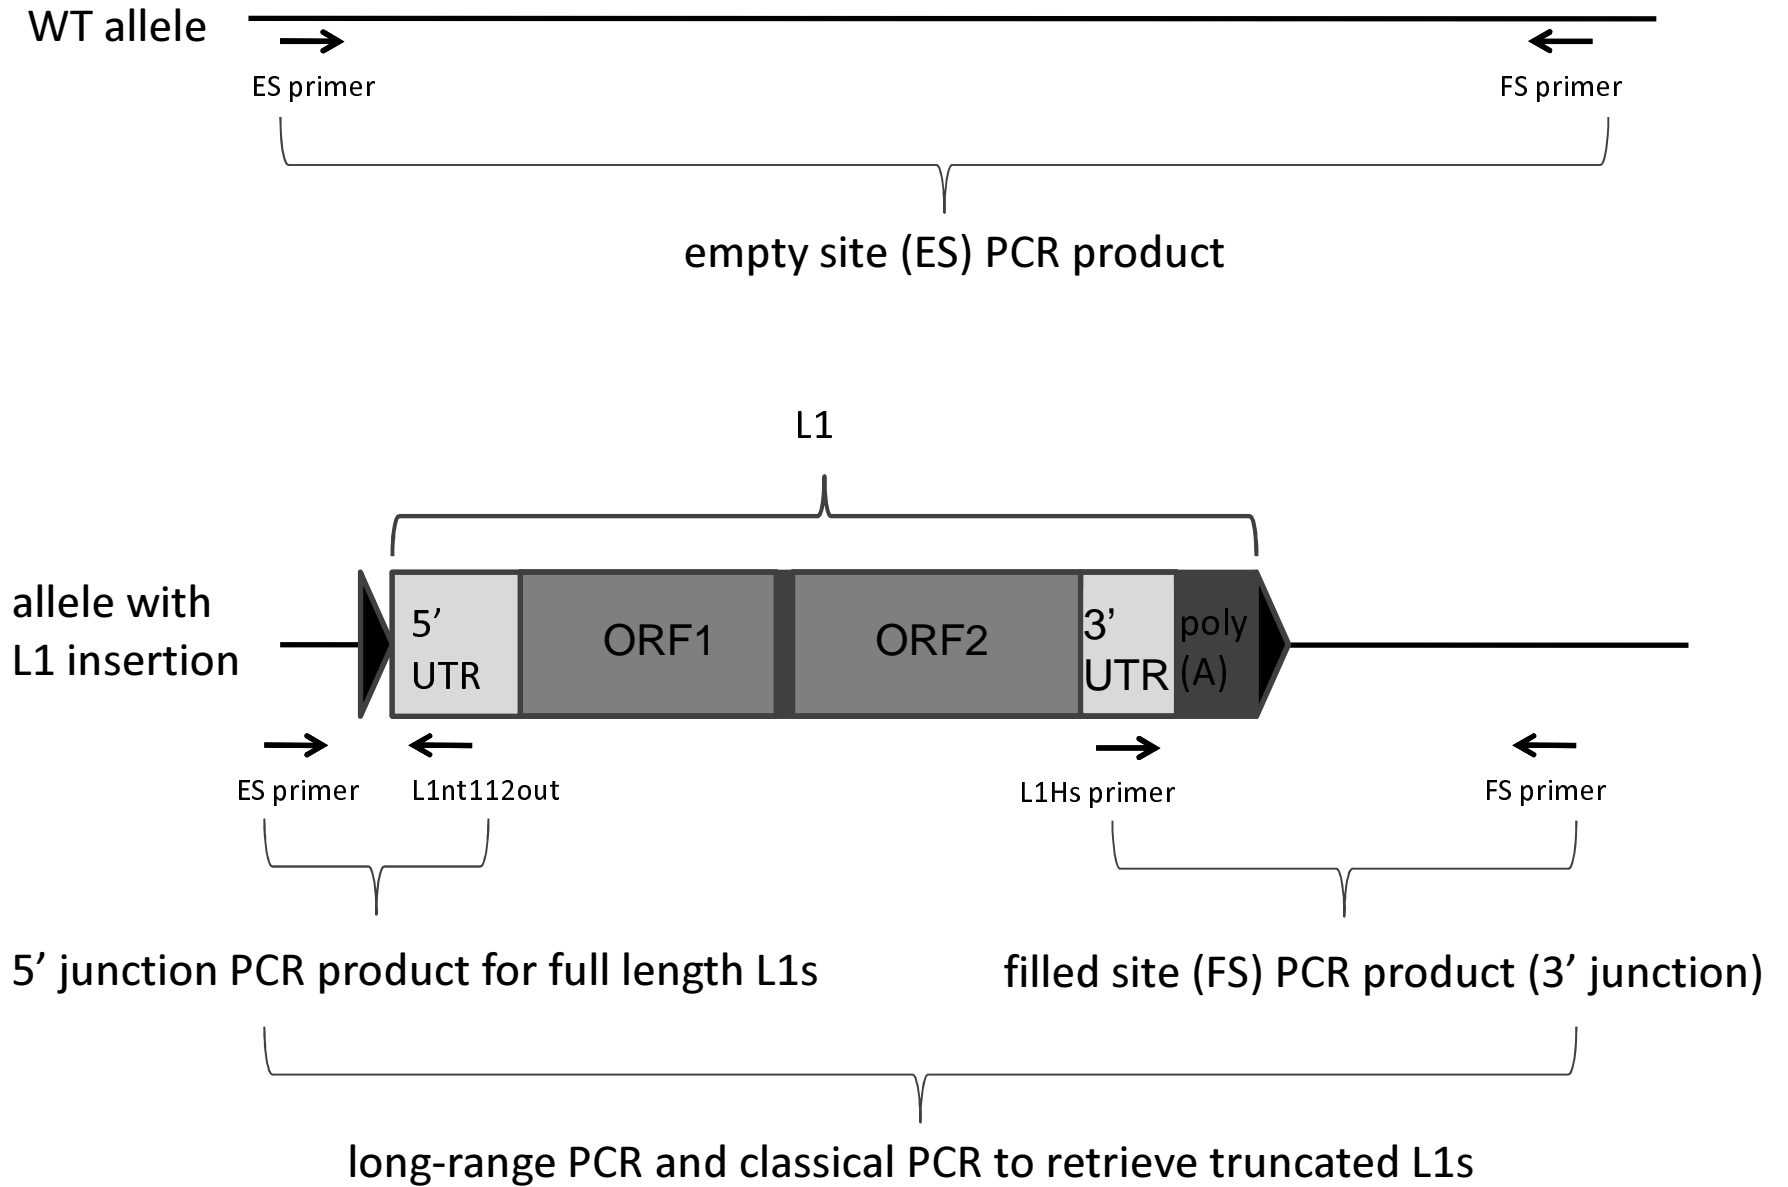 WT allele
ES primer
FS primer
empty site (ES) PCR product
L1
allele with
L1 insertion
5’
UTR
ORF1
ORF2
3’
UTR
poly
(A)
ES primer
L1nt112out
L1Hs primer
FS primer
5’ junction PCR product for full length L1s
filled site (FS) PCR product (3’ junction)
long-range PCR and classical PCR to retrieve truncated L1s